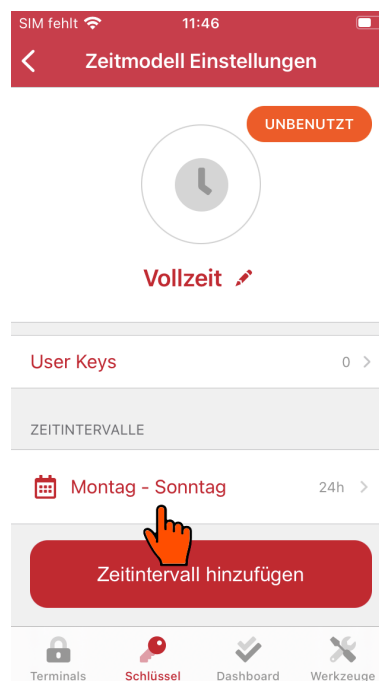 SIM fehlt 11:46
Zeitmodell Einstellungen
UNBENUTZT
Vollzeit
User Keys 0
ZEITINTERVALLE
Montag - Sonntag 24h
Zeitintervall hinzufügen
Terminals Schlüssel Dashboard Werkzeuge